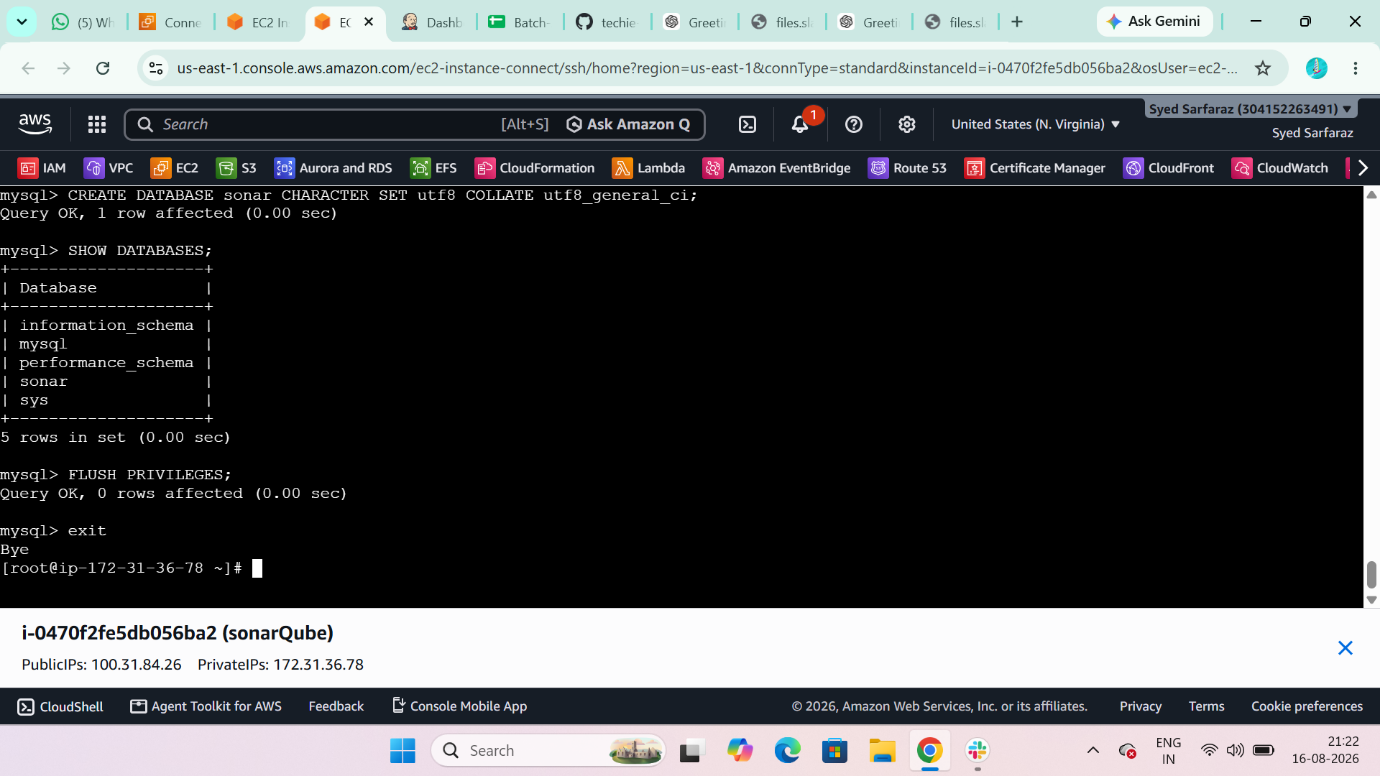 (5) Wh
Conne
EC2 In
EC
Dashb
Batch-
techie
Greeti
files.sl
Greeti
files.sl
Ask Gemini
us-east-1.console.aws.amazon.com/ec2-instance-connect/ssh/home?region=us-east-1&connType=standard&instanceId=i-0470f2fe5db056ba2&osUser=ec2-...
aws
Search
[Alt+S]
Ask Amazon Q
1
United States (N. Virginia)
Syed Sarfaraz (304152263491)
Syed Sarfaraz
IAM
VPC
EC2
S3
Aurora and RDS
EFS
CloudFormation
Lambda
Amazon EventBridge
Route 53
Certificate Manager
CloudFront
CloudWatch
mysql> CREATE DATABASE sonar CHARACTER SET utf8 COLLATE utf8_general_ci;
Query OK, 1 row affected (0.00 sec)
mysql> SHOW DATABASES;
+--------------------+
| Database           |
+--------------------+
| information_schema |
| mysql              |
| performance_schema |
| sonar              |
| sys                |
+--------------------+
5 rows in set (0.00 sec)
mysql> FLUSH PRIVILEGES;
Query OK, 0 rows affected (0.00 sec)
mysql> exit
Bye
[root@ip-172-31-36-78 ~]#
i-0470f2fe5db056ba2 (sonarQube)
PublicIPs: 100.31.84.26 PrivateIPs: 172.31.36.78
CloudShell
Agent Toolkit for AWS
Feedback
Console Mobile App
© 2026, Amazon Web Services, Inc. or its affiliates.
Privacy
Terms
Cookie preferences
Search
ENG
IN
21:22
16-08-2026